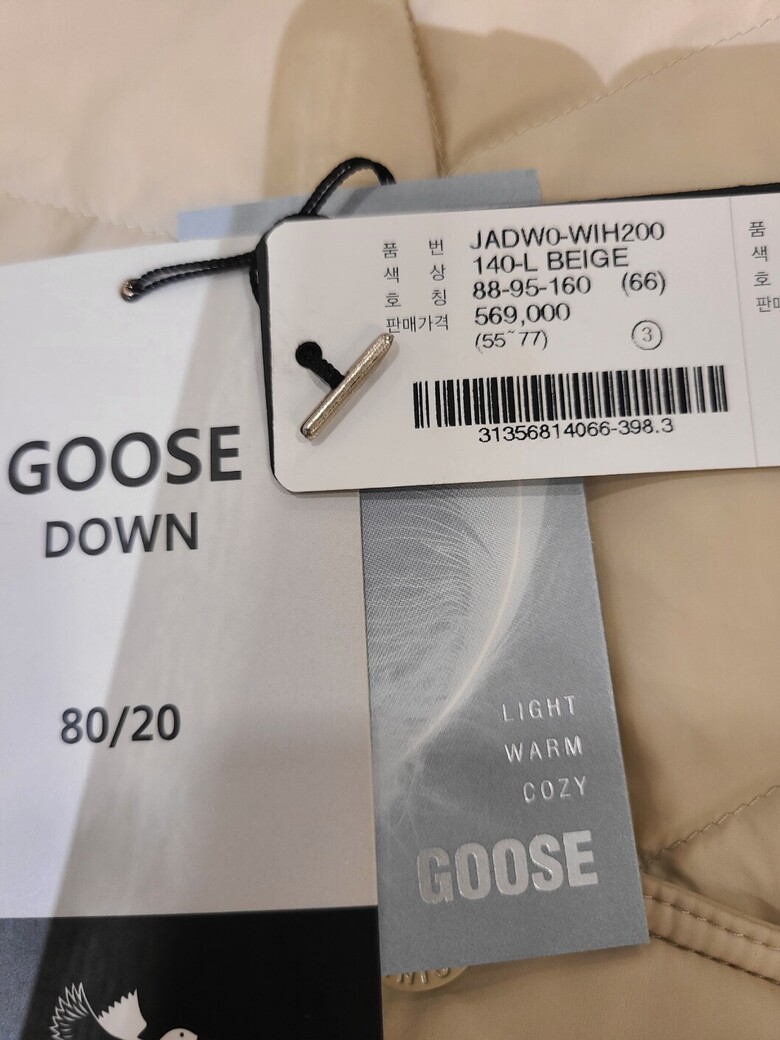 품 번 JADW0-WIH200
색 상 140-L BEIGE
호 칭 88-95-160 (66)
판매가격 569,000
(55~77) 3
31356814066-398.3
품
색
호
GOOSE
DOWN
80/20
LIGHT
WARM
COZY
GOOSE